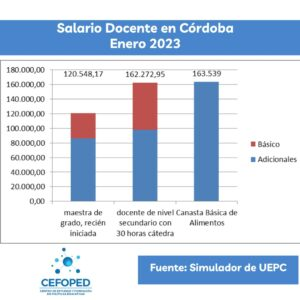 Salario Docente en Córdoba
Enero 2023
180.000,00
160.000,00
140.000,00
120.000,00
100.000,00
80.000,00
60.000,00
40.000,00
20.000,00
0,00
120.548,17
162.272,95
163.539
Básico
Adicionales
maestra de
grado, recién
iniciada
docente de nivel
secundario con
30 horas cátedra
Canasta Básica de
Alimentos
CEFOPED
Fuente: Simulador de UEPC